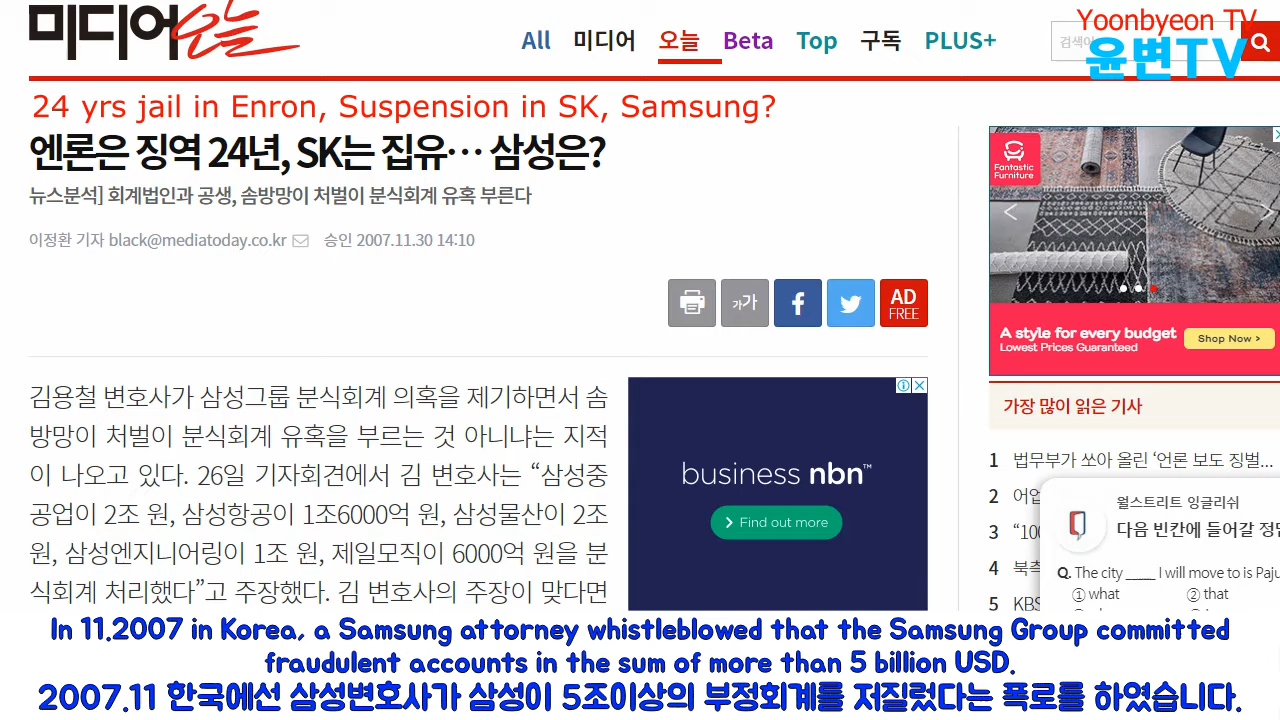 미디어오늘
All 미디어 오늘 Beta Top 구독 PLUS+
검색어
Yoonbyeon TV
윤변TV
24 yrs jail in Enron, Suspension in SK, Samsung?
엔론은 징역 24년, SK는 집유… 삼성은?
뉴스분석] 회계법인과 공생, 솜방망이 처벌이 분식회계 유혹 부른다
이정환 기자 black@mediatoday.co.kr 승인 2007.11.30 14:10
가가
f
AD
FREE
김용철 변호사가 삼성그룹 분식회계 의혹을 제기하면서 솜
방망이 처벌이 분식회계 유혹을 부르는 것 아니냐는 지적
이 나오고 있다. 26일 기자회견에서 김 변호사는 “삼성중
공업이 2조 원, 삼성항공이 1조6000억 원, 삼성물산이 2조
원, 삼성엔지니어링이 1조 원, 제일모직이 6000억 원을 분
식회계 처리했다”고 주장했다. 김 변호사의 주장이 맞다면
business nbn™
Find out more
Fantastic
Furniture
A style for every budget
Lowest Prices Guaranteed
Shop Now >
가장 많이 읽은 기사
1 법무부가 쏘아 올린 ‘언론 보도 징벌...
2 어업
3 “100
4 북측
5 KBS
월스트리트 잉글리쉬
다음 빈칸에 들어갈 정답
Q. The city ____ I will move to is Paju
① what ② that
In 11.2007 in Korea, a Samsung attorney whistleblowed that the Samsung Group committed
fraudulent accounts in the sum of more than 5 billion USD.
2007.11 한국에선 삼성변호사가 삼성이 5조이상의 부정회계를 저질렀다는 폭로를 하였습니다.